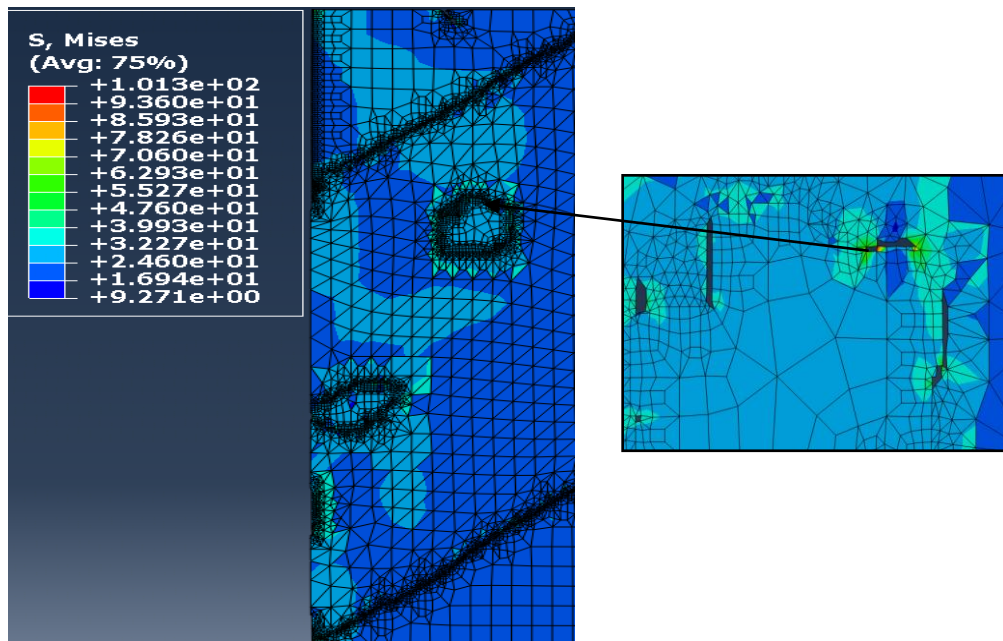 S, Mises
(Avg: 75%)
+1.013e+02
+9.360e+01
+8.593e+01
+7.826e+01
+7.060e+01
+6.293e+01
+5.527e+01
+4.760e+01
+3.993e+01
+3.227e+01
+2.460e+01
+1.694e+01
+9.271e+00